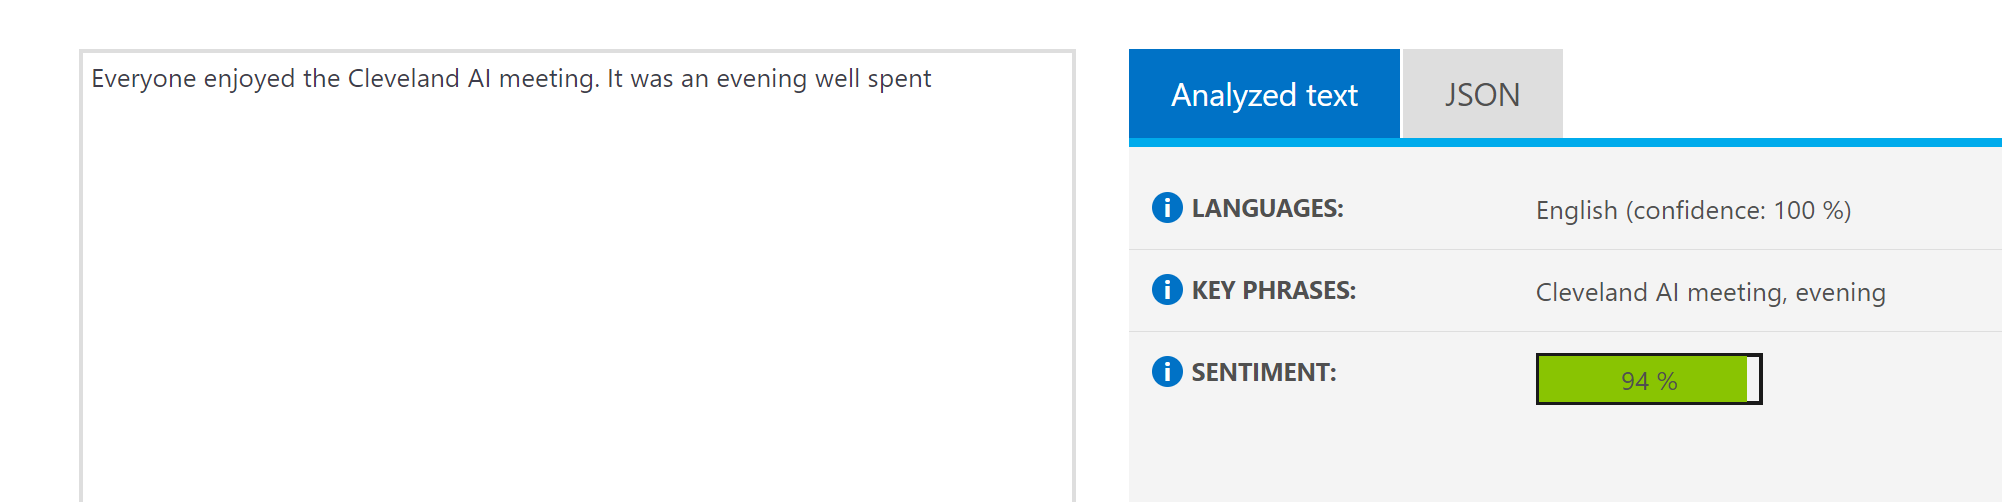 Everyone enjoyed the Cleveland AI meeting. It was an evening well spent
Analyzed text
JSON
LANGUAGES: English (confidence: 100 %)
KEY PHRASES: Cleveland AI meeting, evening
SENTIMENT: 94 %